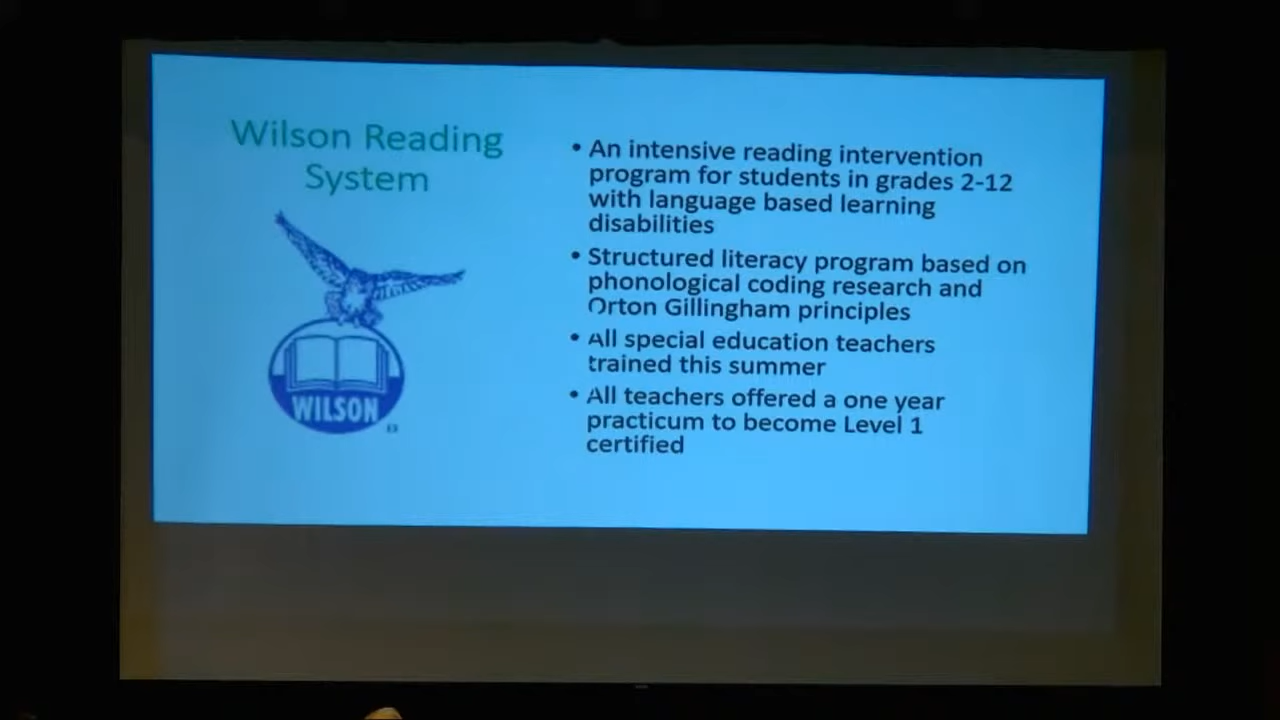 Wilson Reading
System
WILSON
• An intensive reading intervention
program for students in grades 2-12
with language based learning
disabilities
• Structured literacy program based on
phonological coding research and
Orton Gillingham principles
• All special education teachers
trained this summer
• All teachers offered a one year
practicum to become Level 1
certified